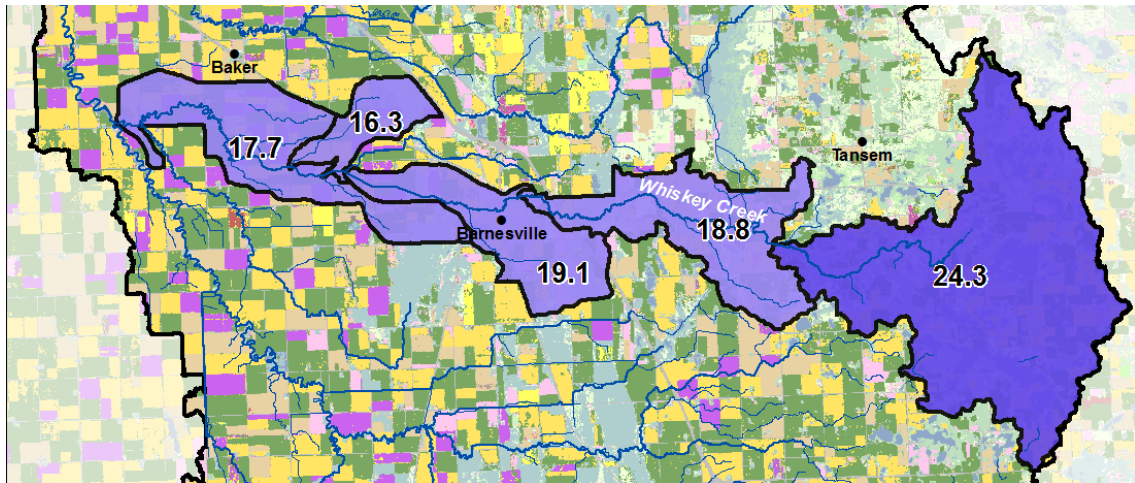 Baker
16.3
17.7
Tansem
Whiskey Creek
18.8
Barnesville
19.1
24.3